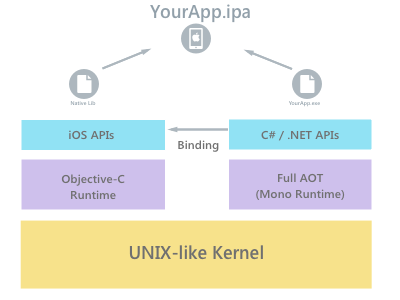 YourApp.ipa
Native Lib
YourApp.exe
iOS APIs
C# / .NET APIs
Binding
Objective-C
Runtime
Full AOT
(Mono Runtime)
UNIX-like Kernel